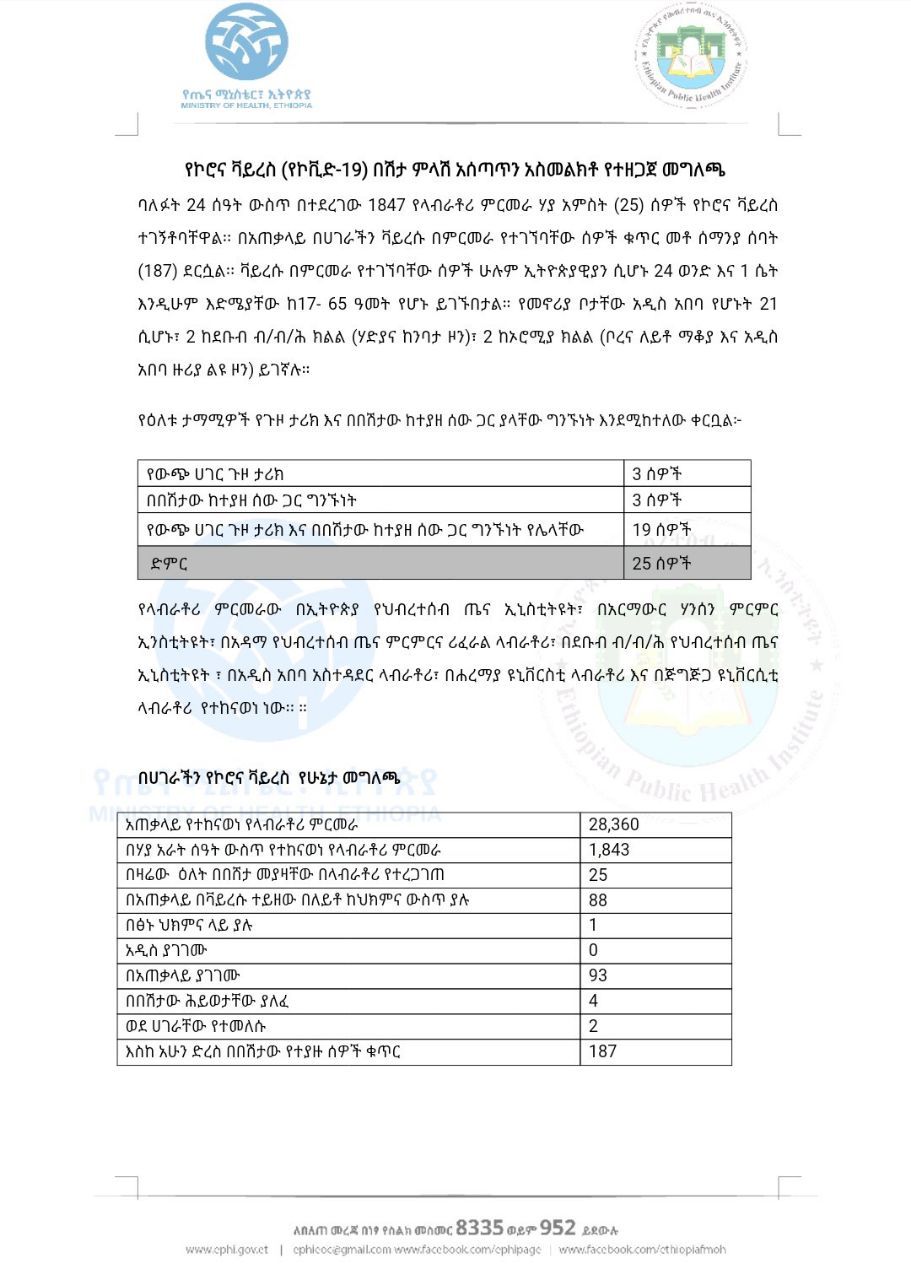 የጤና ሚኒስቴር፣ ኢትዮጵያ
MINISTRY OF HEALTH, ETHIOPIA
የኢትዮጵያ የሕብረተሰብ ጤና ኢንስቲትዩት
Ethiopian Public Health Institute
የኮሮና ቫይረስ (የኮቪድ-19) በሽታ ምላሽ አሰጣጥን አስመልክቶ የተዘጋጀ መግለጫ
ባለፉት 24 ሰዓት ውስጥ በተደረገው 1847 የላብራቶሪ ምርመራ ሃያ አምስት (25) ሰዎች የኮሮና ቫይረስ
ተገኝቶባቸዋል፡፡ በአጠቃላይ በሀገራችን ቫይረሱ በምርመራ የተገኘባቸው ሰዎች ቁጥር መቶ ሰማንያ ሰባት
(187) ደርሷል፡፡ ቫይረሱ በምርመራ የተገኘባቸው ሰዎች ሁሉም ኢትዮጵያዊያን ሲሆኑ 24 ወንድ እና 1 ሴት
እንዲሁም እድሜያቸው ከ17- 65 ዓመት የሆኑ ይገኙበታል። የመኖሪያ ቦታቸው አዲስ አበባ የሆኑት 21
ሲሆኑ፣ 2 ከደቡብ ብ/ብ/ሕ ክልል (ሃድያና ከንባታ ዞን)፣ 2 ከኦሮሚያ ክልል (ቦረና ለይቶ ማቆያ እና አዲስ
አበባ ዙሪያ ልዩ ዞን) ይገኛሉ።
የዕለቱ ታማሚዎች የጉዞ ታሪክ እና በበሽታው ከተያዘ ሰው ጋር ያላቸው ግንኙነት እንደሚከተለው ቀርቧል፦
የውጭ ሀገር ጉዞ ታሪክ 3 ሰዎች
በበሽታው ከተያዘ ሰው ጋር ግንኙነት 3 ሰዎች
የውጭ ሀገር ጉዞ ታሪክ እና በበሽታው ከተያዘ ሰው ጋር ግንኙነት የሌላቸው 19 ሰዎች
ድምር 25 ሰዎች
የላብራቶሪ ምርመራው በኢትዮጵያ የህብረተሰብ ጤና ኢኒስቲትዩት፣ በአርማውር ሃንሰን ምርምር
ኢንስቲትዩት፣ በአዳማ የህብረተሰብ ጤና ምርምርና ሪፈራል ላብራቶሪ፣ በደቡብ ብ/ብ/ሕ የህብረተሰብ ጤና
ኢኒስቲትዩት ፣ በአዲስ አበባ አስተዳደር ላብራቶሪ፣ በሐረማያ ዩኒቨርስቲ ላብራቶሪ እና በጅግጅጋ ዩኒቨርሲቲ
ላብራቶሪ የተከናወነ ነው፡፡ ፡፡
በሀገራችን የኮሮና ቫይረስ የሁኔታ መግለጫ
አጠቃላይ የተከናወነ የላብራቶሪ ምርመራ 28,360
በሃያ አራት ሰዓት ውስጥ የተከናወነ የላብራቶሪ ምርመራ 1,843
በዛሬው ዕለት በበሽታ መያዛቸው በላብራቶሪ የተረጋገጠ 25
በአጠቃላይ በቫይረሱ ተይዘው በለይቶ ከህክምና ውስጥ ያሉ 88
በፅኑ ህክምና ላይ ያሉ 1
አዲስ ያገገሙ 0
በአጠቃላይ ያገገሙ 93
በበሽታው ሕይወታቸው ያለፈ 4
ወደ ሀገራቸው የተመለሱ 2
እስከ አሁን ድረስ በበሽታው የተያዙ ሰዎች ቁጥር 187
ለበለጠ መረጃ በነፃ የስልክ መስመር 8335 ወይም 952 ይደውሉ
www.ephi.gov.et | ephieoc@gmail.com www.facebook.com/ephipage | www.facebook.com/ethiopiafmoh